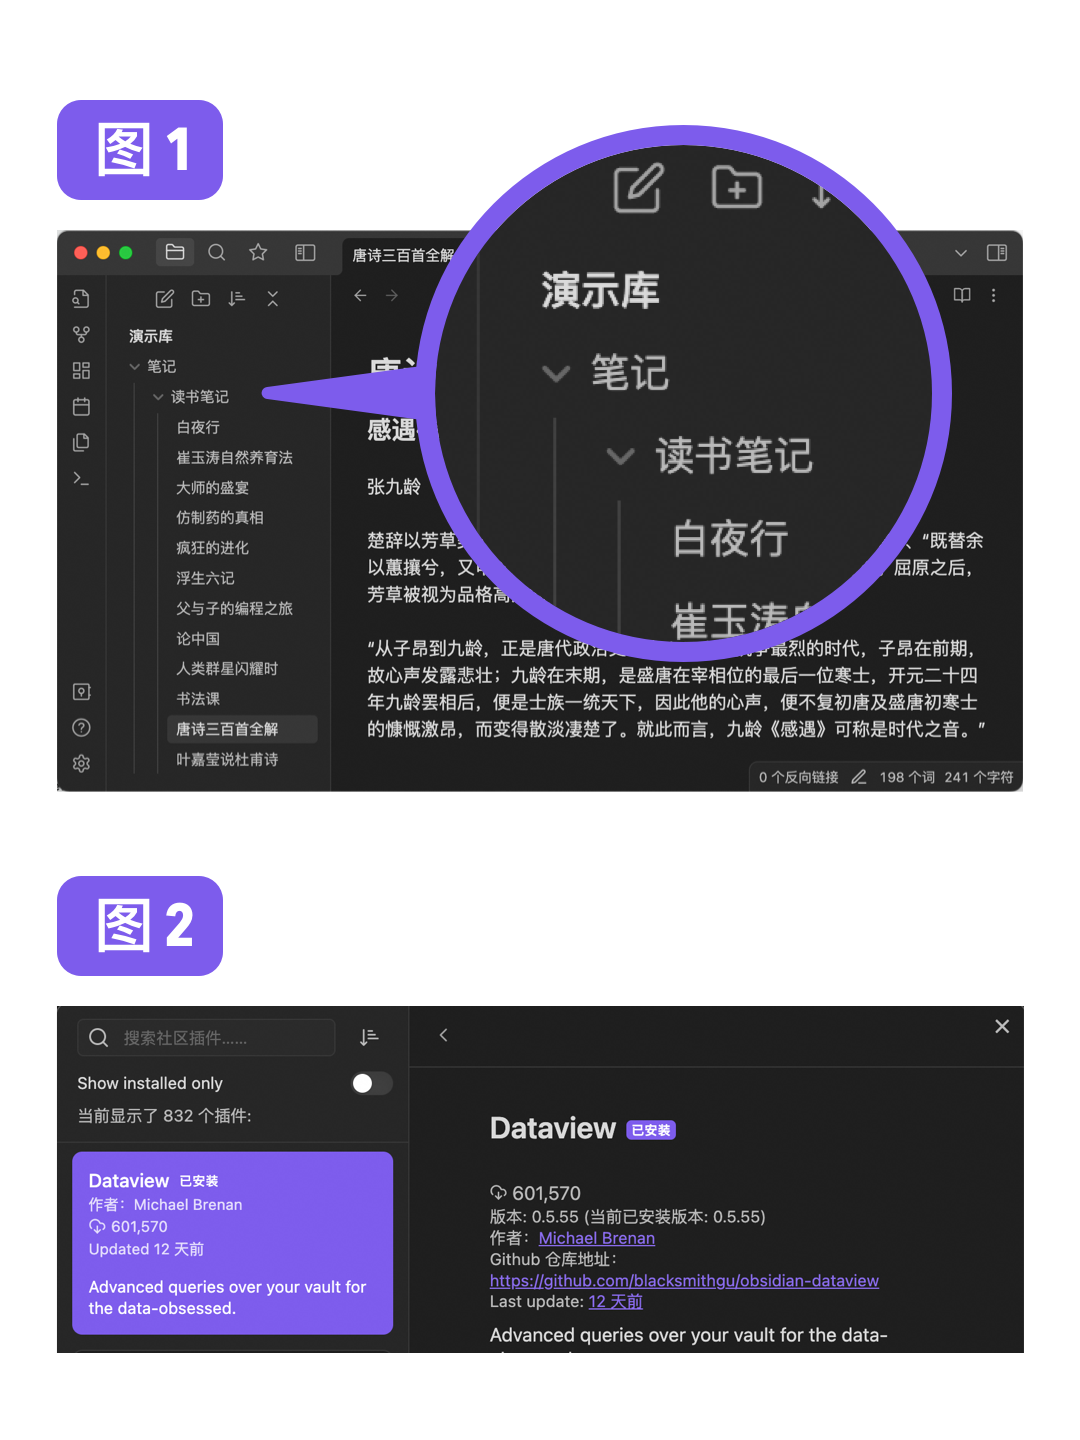 图 1
唐诗三百首全解
演示库
笔记
读书笔记
白夜行
崔玉涛自然养育法
大师的盛宴
仿制药的真相
疯狂的进化
浮生六记
父与子的编程之旅
论中国
人类群星闪耀时
书法课
唐诗三百首全解
叶嘉莹说杜甫诗
演示库
笔记
读书笔记
白夜行
崔玉涛
感遇
张九龄
楚辞以芳草
、“既替余
以蕙攘兮，又
，屈原之后，
芳草被视为品格高
“从子昂到九龄，正是唐代政治
最烈的时代，子昂在前期，
故心声发露悲壮；九龄在末期，是盛唐在宰相位的最后一位寒士，开元二十四
年九龄罢相后，便是士族一统天下，因此他的心声，便不复初唐及盛唐初寒士
的慷慨激昂，而变得散淡凄楚了。就此而言，九龄《感遇》可称是时代之音。”
0 个反向链接 198 个词 241 个字符
图 2
搜索社区插件......
Show installed only
当前显示了 832 个插件:
Dataview 已安装
作者：Michael Brenan
601,570
Updated 12 天前
Advanced queries over your vault for
the data-obsessed.
Dataview 已安装
601,570
版本: 0.5.55 (当前已安装版本: 0.5.55)
作者：Michael Brenan
Github 仓库地址：
https://github.com/blacksmithgu/obsidian-dataview
Last update: 12 天前
Advanced queries over your vault for the data-